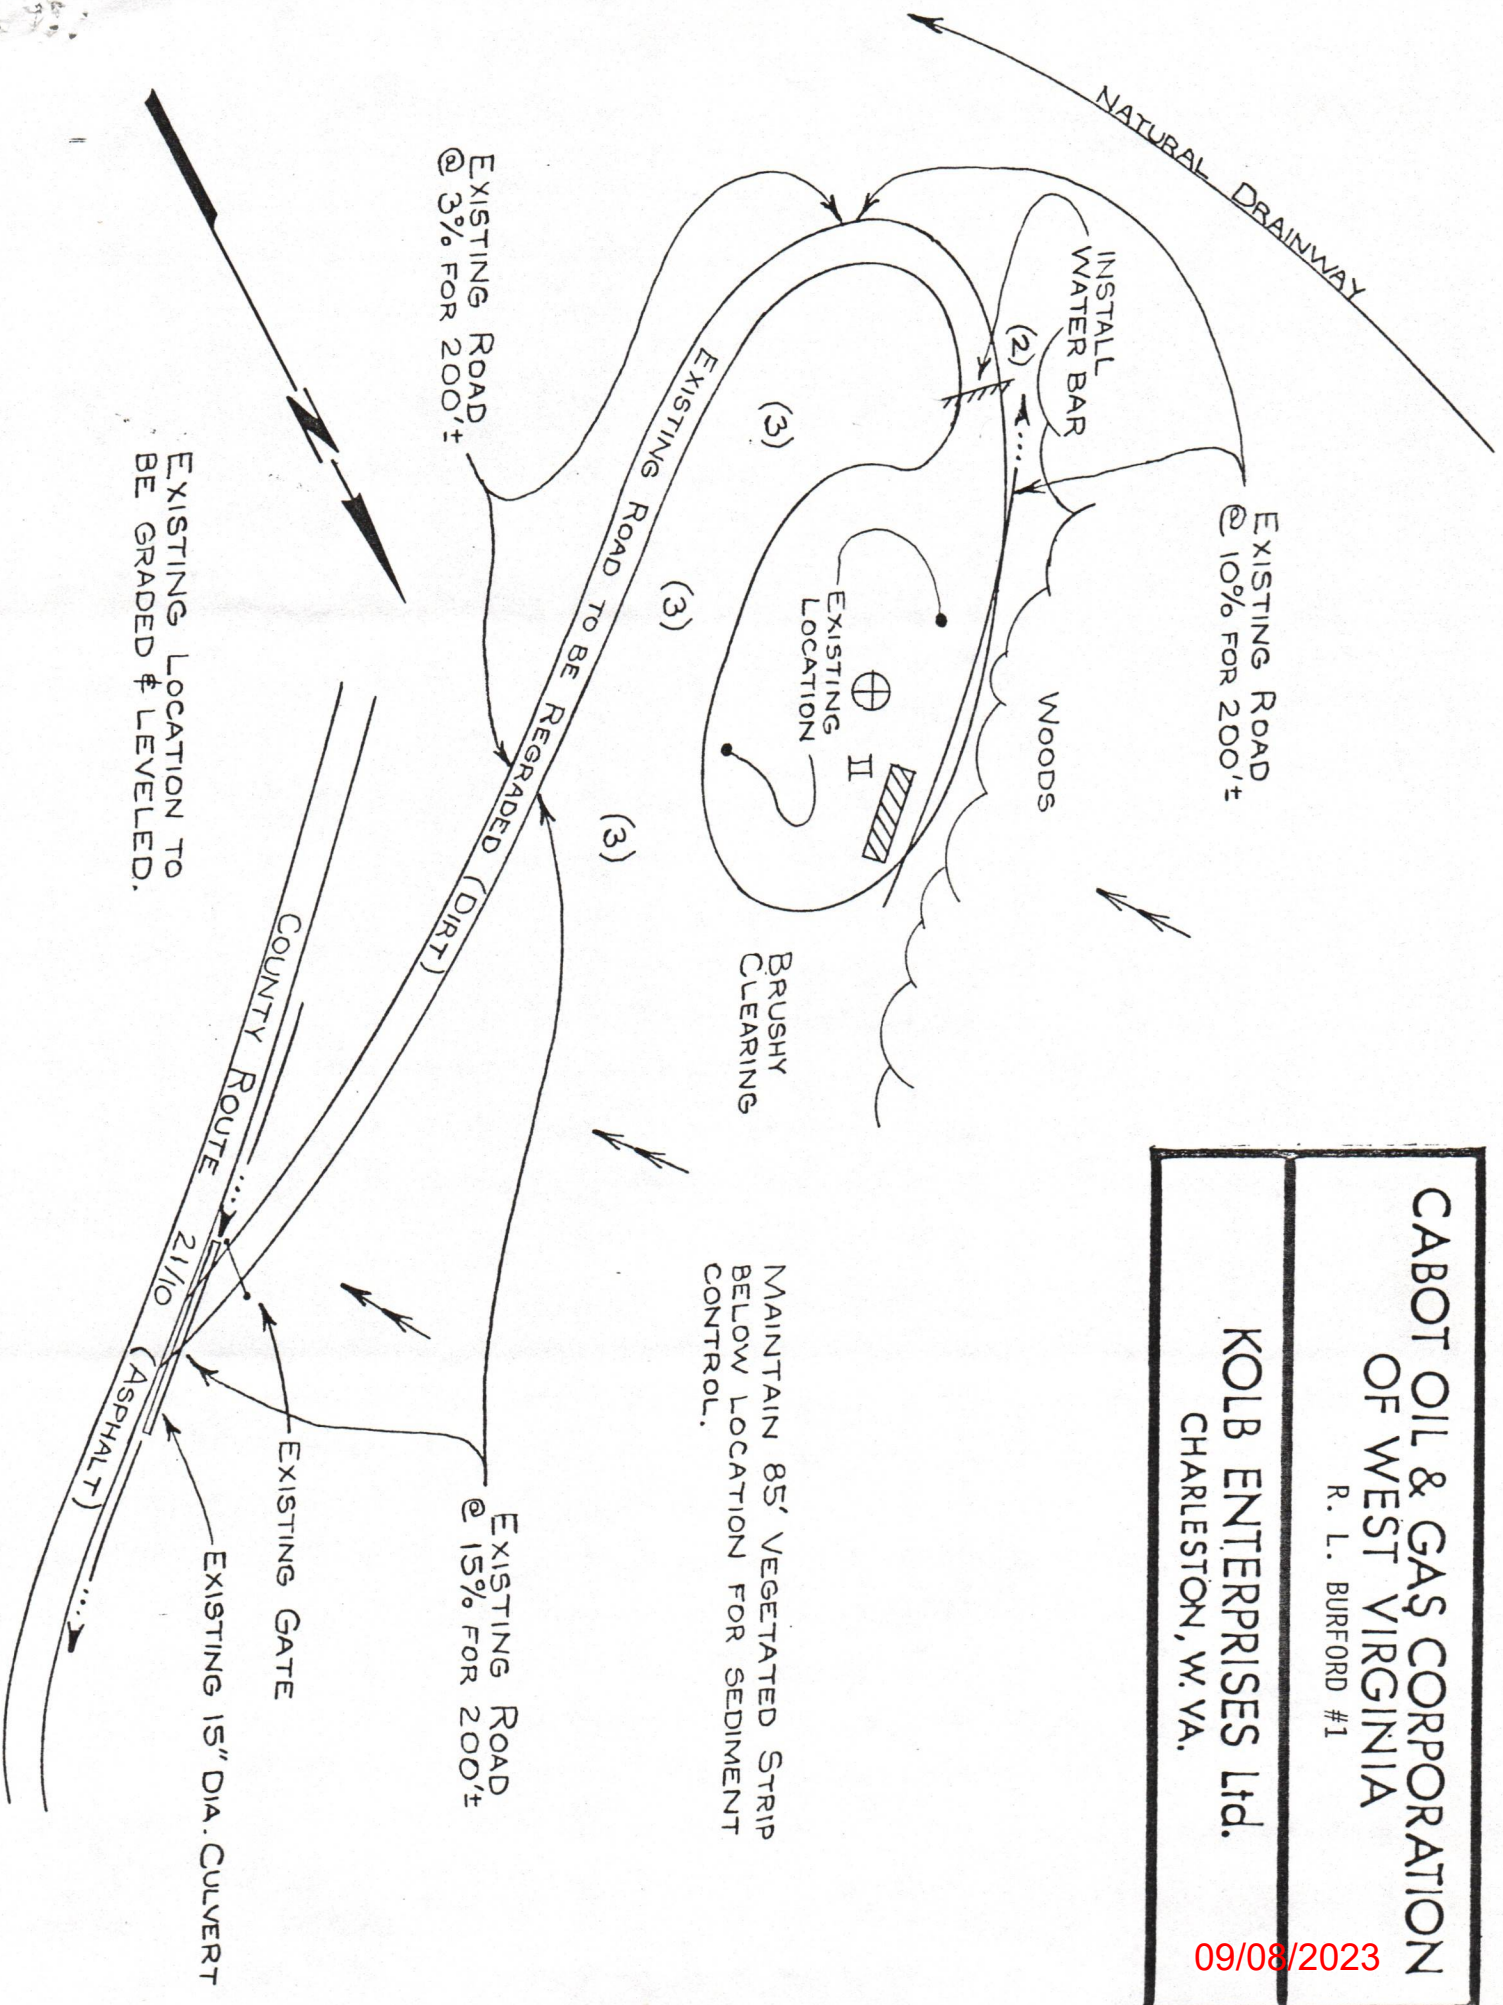 CABOT OIL & GAS CORPORATION
OF WEST VIRGINIA
R. L. BURFORD #1
KOLB ENTERPRISES Ltd.
CHARLESTON, W. VA.
NATURAL DRAINWAY
EXISTING ROAD
@ 10% FOR 200'±
INSTALL
WATER BAR
(2)
WOODS
EXISTING
LOCATION
II
(3)
(3)
(3)
BRUSHY
CLEARING
MAINTAIN 85' VEGETATED STRIP
BELOW LOCATION FOR SEDIMENT
CONTROL.
EXISTING ROAD
@ 3% FOR 200'±
EXISTING ROAD TO BE REGRADED (DIRT)
EXISTING ROAD
@ 15% FOR 200'±
EXISTING LOCATION TO
BE GRADED & LEVELED.
N
COUNTY ROUTE 21/10 (ASPHALT)
EXISTING GATE
EXISTING 15" DIA. CULVERT
09/08/2023